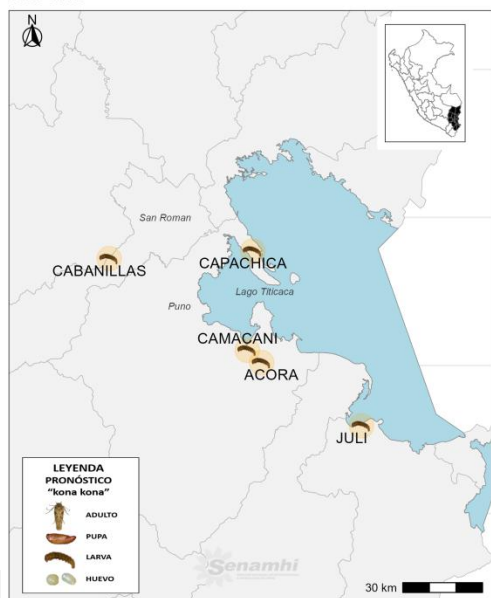 N
San Roman
CABANILLAS
CAPACHICA
Lago Titicaca
Puno
CAMACANI
ACORA
JULI
LEYENDA
PRONÓSTICO
"kona kona"
ADULTO
PUPA
LARVA
HUEVO
Senamhi
30 km